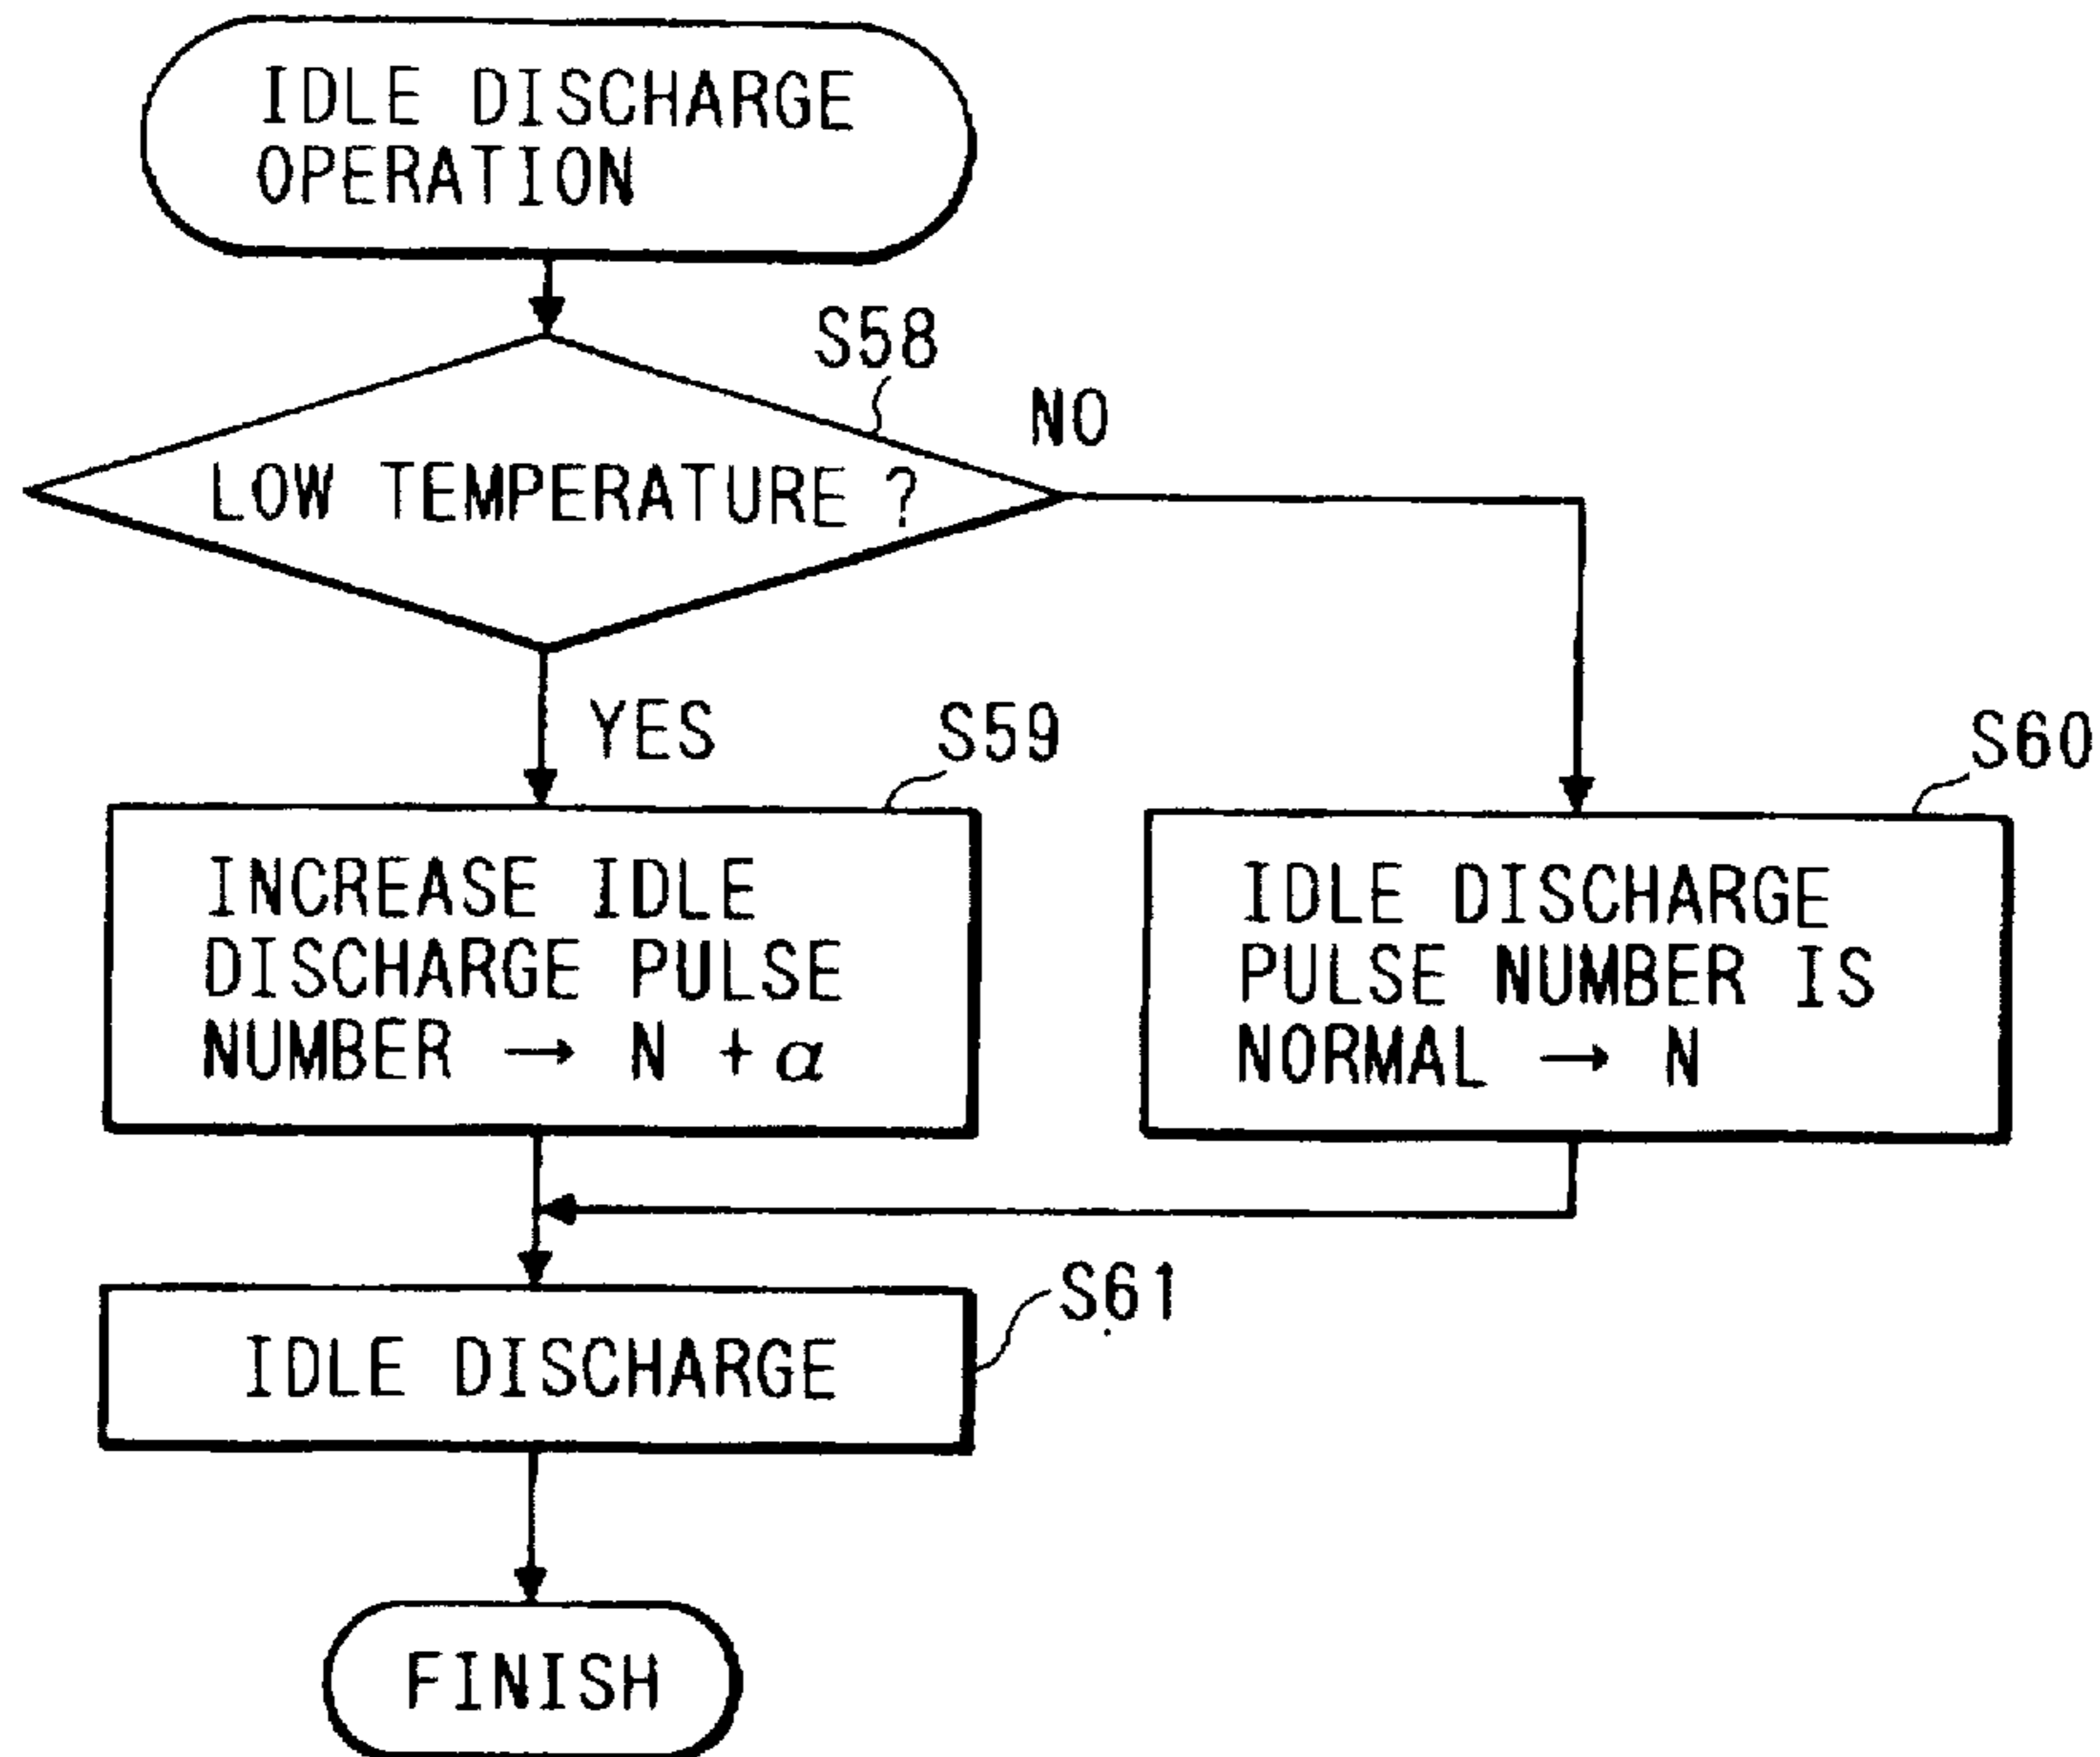 IDLE DISCHARGE
OPERATION
S58
NO
LOW TEMPERATURE ?
YES
S59
S60
INCREASE IDLE
DISCHARGE PULSE
NUMBER → N + α
IDLE DISCHARGE
PULSE NUMBER IS
NORMAL → N
S61
IDLE DISCHARGE
FINISH